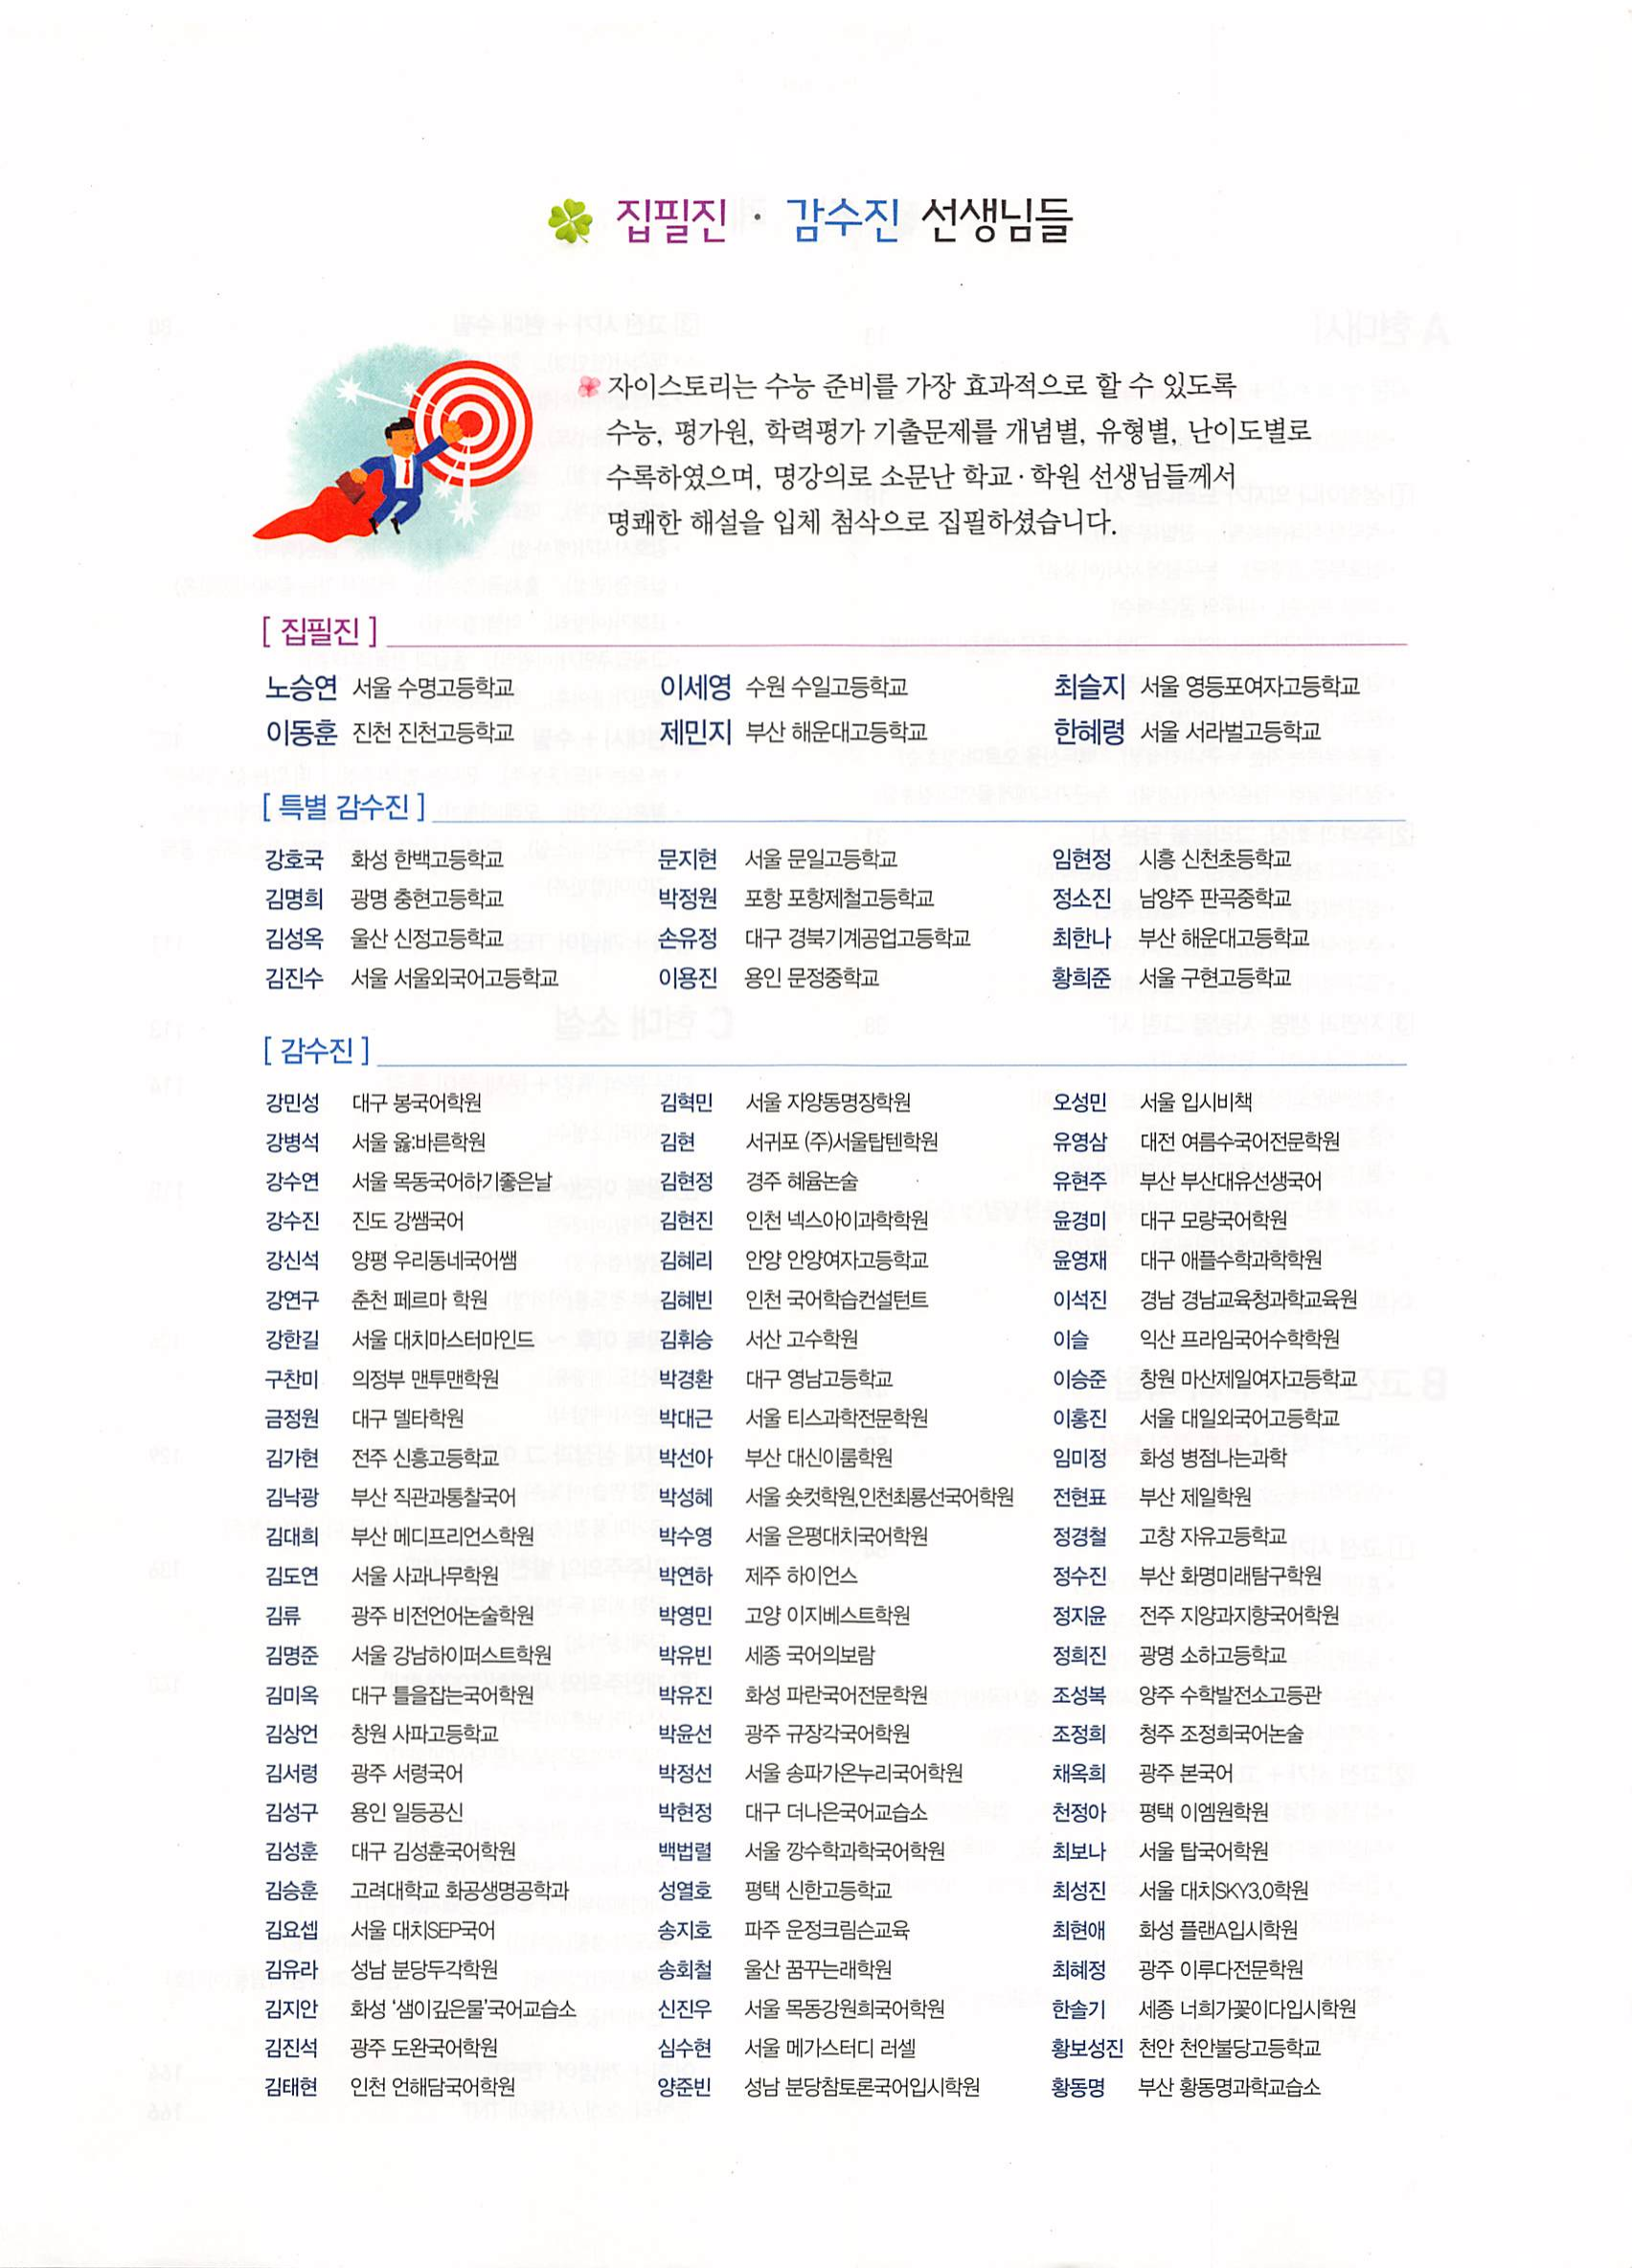 집필진 · 감수진 선생님들
자이스토리는 수능 준비를 가장 효과적으로 할 수 있도록
수능, 평가원, 학력평가 기출문제를 개념별, 유형별, 난이도별로
수록하였으며, 명강의로 소문난 학교·학원 선생님들께서
명쾌한 해설을 입체 첨삭으로 집필하셨습니다.
[ 집필진 ]
노승연 서울 수명고등학교 이세영 수원 수일고등학교 최슬지 서울 영등포여자고등학교
이동훈 진천 진천고등학교 제민지 부산 해운대고등학교 한혜령 서울 서라벌고등학교
[ 특별 감수진 ]
강호국 화성 한백고등학교 문지현 서울 문일고등학교 임현정 시흥 신천초등학교
김명희 광명 충현고등학교 박정원 포항 포항제철고등학교 정소진 남양주 판곡중학교
김성옥 울산 신정고등학교 손유정 대구 경북기계공업고등학교 최한나 부산 해운대고등학교
김진수 서울 서울외국어고등학교 이용진 용인 문정중학교 황희준 서울 구현고등학교
[ 감수진 ]
강민성 대구 봉국어학원 김혁민 서울 자양동명장학원 오성민 서울 입시비책
강병석 서울 옳:바른학원 김현 서귀포 (주)서울탑텐학원 유영삼 대전 여름수국어전문학원
강수연 서울 목동국어하기좋은날 김현정 경주 혜윰논술 유현주 부산 부산대유선생국어
강수진 진도 강쌤국어 김현진 인천 넥스아이과학학원 윤경미 대구 모량국어학원
강신석 양평 우리동네국어쌤 김혜리 안양 안양여자고등학교 윤영재 대구 애플수학과학학원
강연구 춘천 페르마 학원 김혜빈 인천 국어학습컨설턴트 이석진 경남 경남교육청과학교육원
강한길 서울 대치마스터마인드 김휘승 서산 고수학원 이슬 익산 프라임국어수학학원
구찬미 의정부 맨투맨학원 박경환 대구 영남고등학교 이승준 창원 마산제일여자고등학교
금정원 대구 델타학원 박대근 서울 티스과학전문학원 이홍진 서울 대일외국어고등학교
김가현 전주 신흥고등학교 박선아 부산 대신이룸학원 임미정 화성 병점나는과학
김낙광 부산 직관과통찰국어 박성혜 서울 숏컷학원,인천최룡선국어학원 전현표 부산 제일학원
김대희 부산 메디프리언스학원 박수영 서울 은평대치국어학원 정경철 고창 자유고등학교
김도연 서울 사과나무학원 박연하 제주 하이언스 정수진 부산 화명미래탐구학원
김류 광주 비전언어논술학원 박영민 고양 이지베스트학원 정지윤 전주 지양과지향국어학원
김명준 서울 강남하이퍼스트학원 박유빈 세종 국어의보람 정희진 광명 소하고등학교
김미옥 대구 틀을잡는국어학원 박유진 화성 파란국어전문학원 조성복 양주 수학발전소고등관
김상언 창원 사파고등학교 박윤선 광주 규장각국어학원 조정희 청주 조정희국어논술
김서령 광주 서령국어 박정선 서울 송파가온누리국어학원 채옥희 광주 본국어
김성구 용인 일등공신 박현정 대구 더나은국어교습소 천정아 평택 이엠원학원
김성훈 대구 김성훈국어학원 백법렬 서울 깡수학과학국어학원 최보나 서울 탑국어학원
김승훈 고려대학교 화공생명공학과 성열호 평택 신한고등학교 최성진 서울 대치SKY3.0학원
김요셉 서울 대치SEP국어 송지호 파주 운정크림슨교육 최현애 화성 플랜A입시학원
김유라 성남 분당두각학원 송회철 울산 꿈꾸는래학원 최혜정 광주 이루다전문학원
김지안 화성 ‘샘이깊은물’국어교습소 신진우 서울 목동강원희국어학원 한솔기 세종 너희가꽃이다입시학원
김진석 광주 도완국어학원 심수현 서울 메가스터디 러셀 황보성진 천안 천안불당고등학교
김태현 인천 언해담국어학원 양준빈 성남 분당참토론국어입시학원 황동명 부산 황동명과학교습소